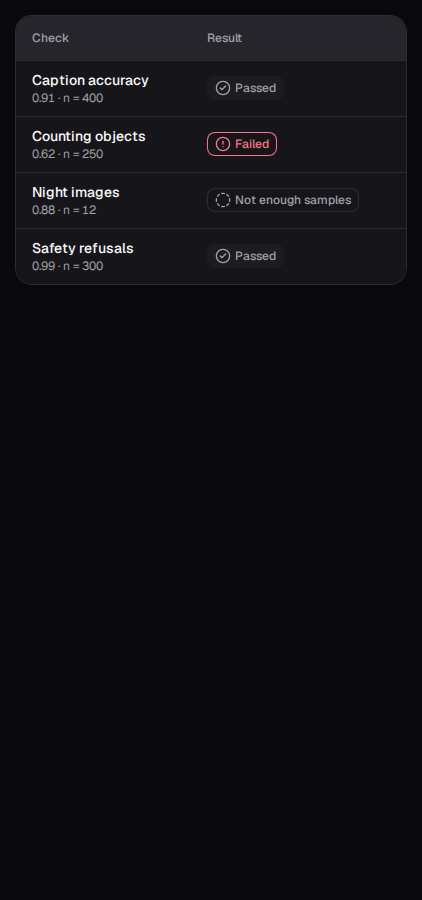 Check Result
Caption accuracy
0.91 · n = 400
Passed
Counting objects
0.62 · n = 250
Failed
Night images
0.88 · n = 12
Not enough samples
Safety refusals
0.99 · n = 300
Passed